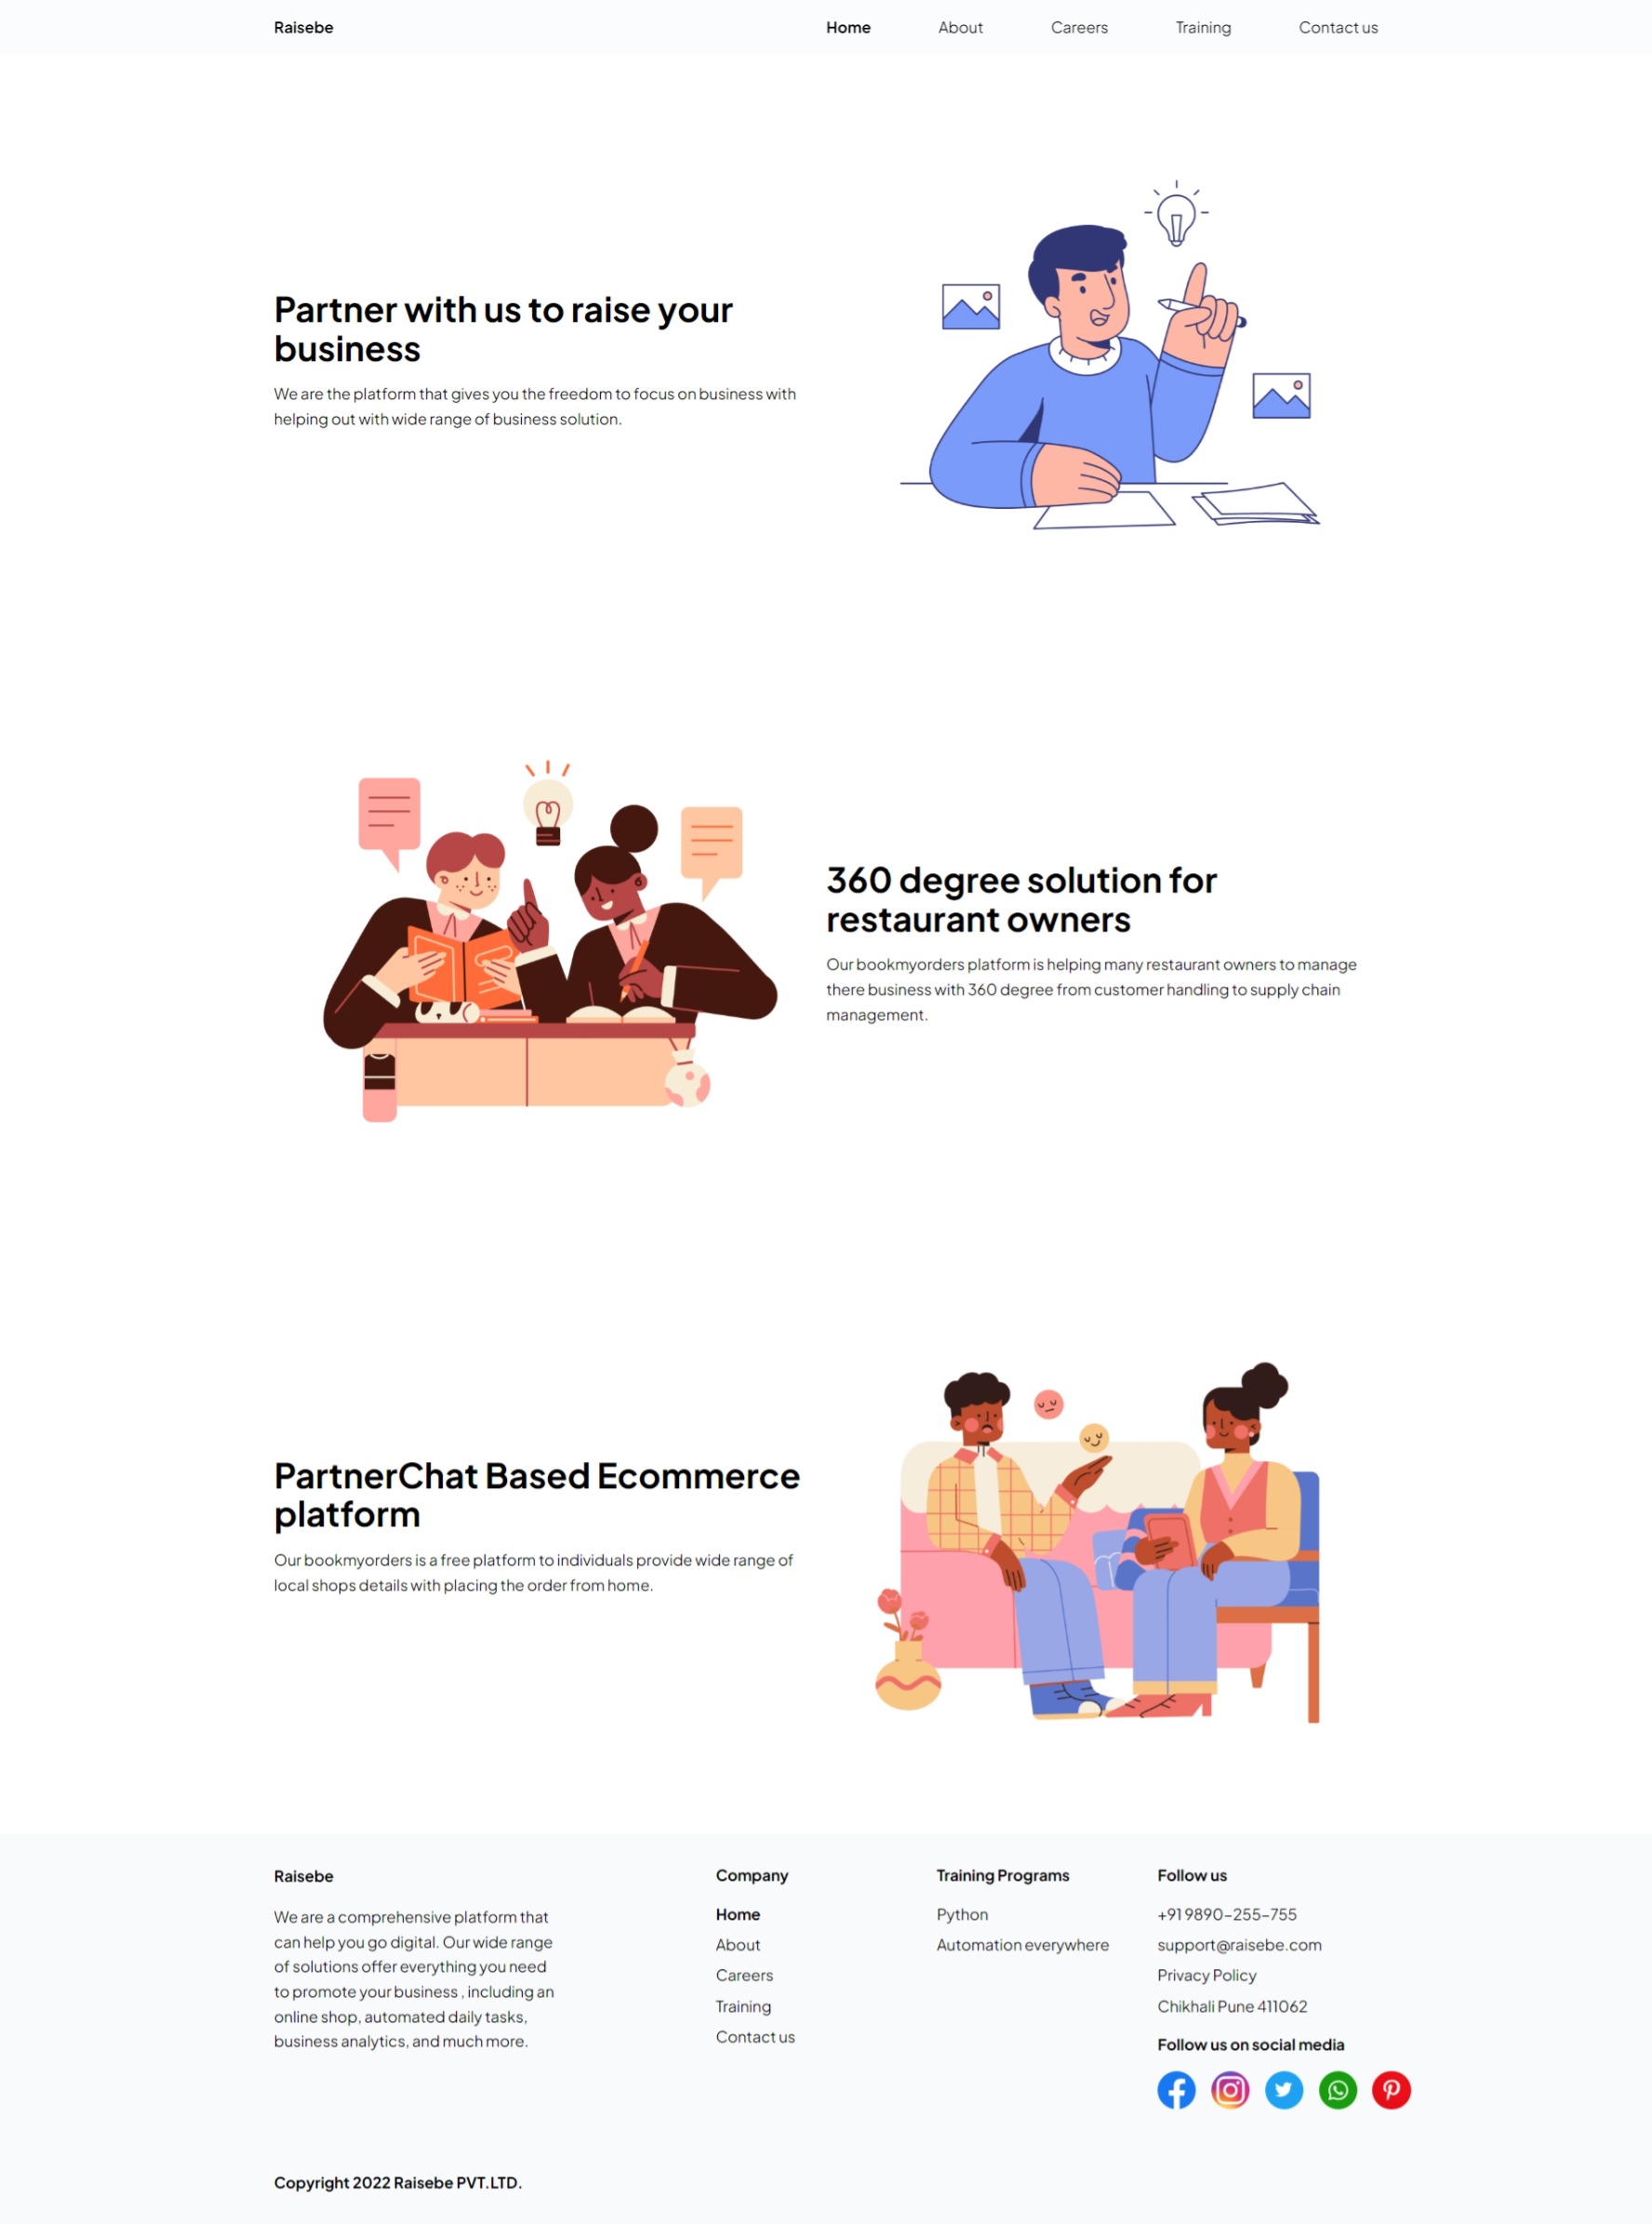 Raisebe
Home About Careers Training Contact us
Partner with us to raise your
business
We are the platform that gives you the freedom to focus on business with
helping out with wide range of business solution.
360 degree solution for
restaurant owners
Our bookmyorders platform is helping many restaurant owners to manage
there business with 360 degree from customer handling to supply chain
management.
PartnerChat Based Ecommerce
platform
Our bookmyorders is a free platform to individuals provide wide range of
local shops details with placing the order from home.
Raisebe
We are a comprehensive platform that
can help you go digital. Our wide range
of solutions offer everything you need
to promote your business , including an
online shop, automated daily tasks,
business analytics, and much more.
Company
Home
About
Careers
Training
Contact us
Training Programs
Python
Automation everywhere
Follow us
+91 9890-255-755
support@raisebe.com
Privacy Policy
Chikhali Pune 411062
Follow us on social media
Copyright 2022 Raisebe PVT.LTD.